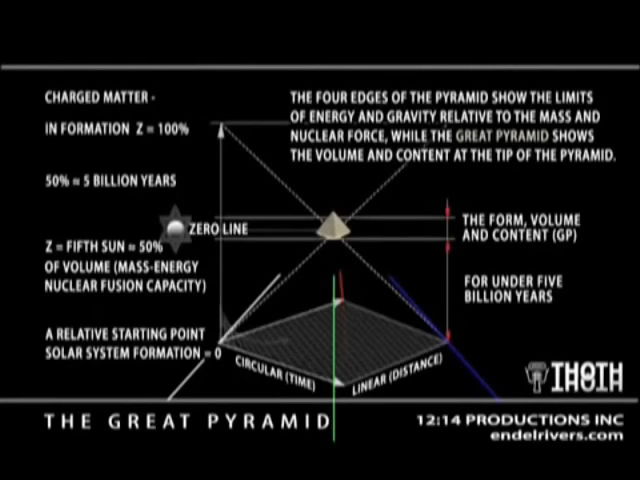 CHARGED MATTER -
IN FORMATION Z = 100%
50% = 5 BILLION YEARS
ZERO LINE
Z = FIFTH SUN = 50%
OF VOLUME (MASS-ENERGY
NUCLEAR FUSION CAPACITY)
A RELATIVE STARTING POINT
SOLAR SYSTEM FORMATION = 0
THE FOUR EDGES OF THE PYRAMID SHOW THE LIMITS
OF ENERGY AND GRAVITY RELATIVE TO THE MASS AND
NUCLEAR FORCE, WHILE THE GREAT PYRAMID SHOWS
THE VOLUME AND CONTENT AT THE TIP OF THE PYRAMID.
THE FORM, VOLUME
AND CONTENT (GP)
FOR UNDER FIVE
BILLION YEARS
CIRCULAR (TIME)
LINEAR (DISTANCE)
THOTH
THE GREAT PYRAMID
12:14 PRODUCTIONS INC
endelrivers.com